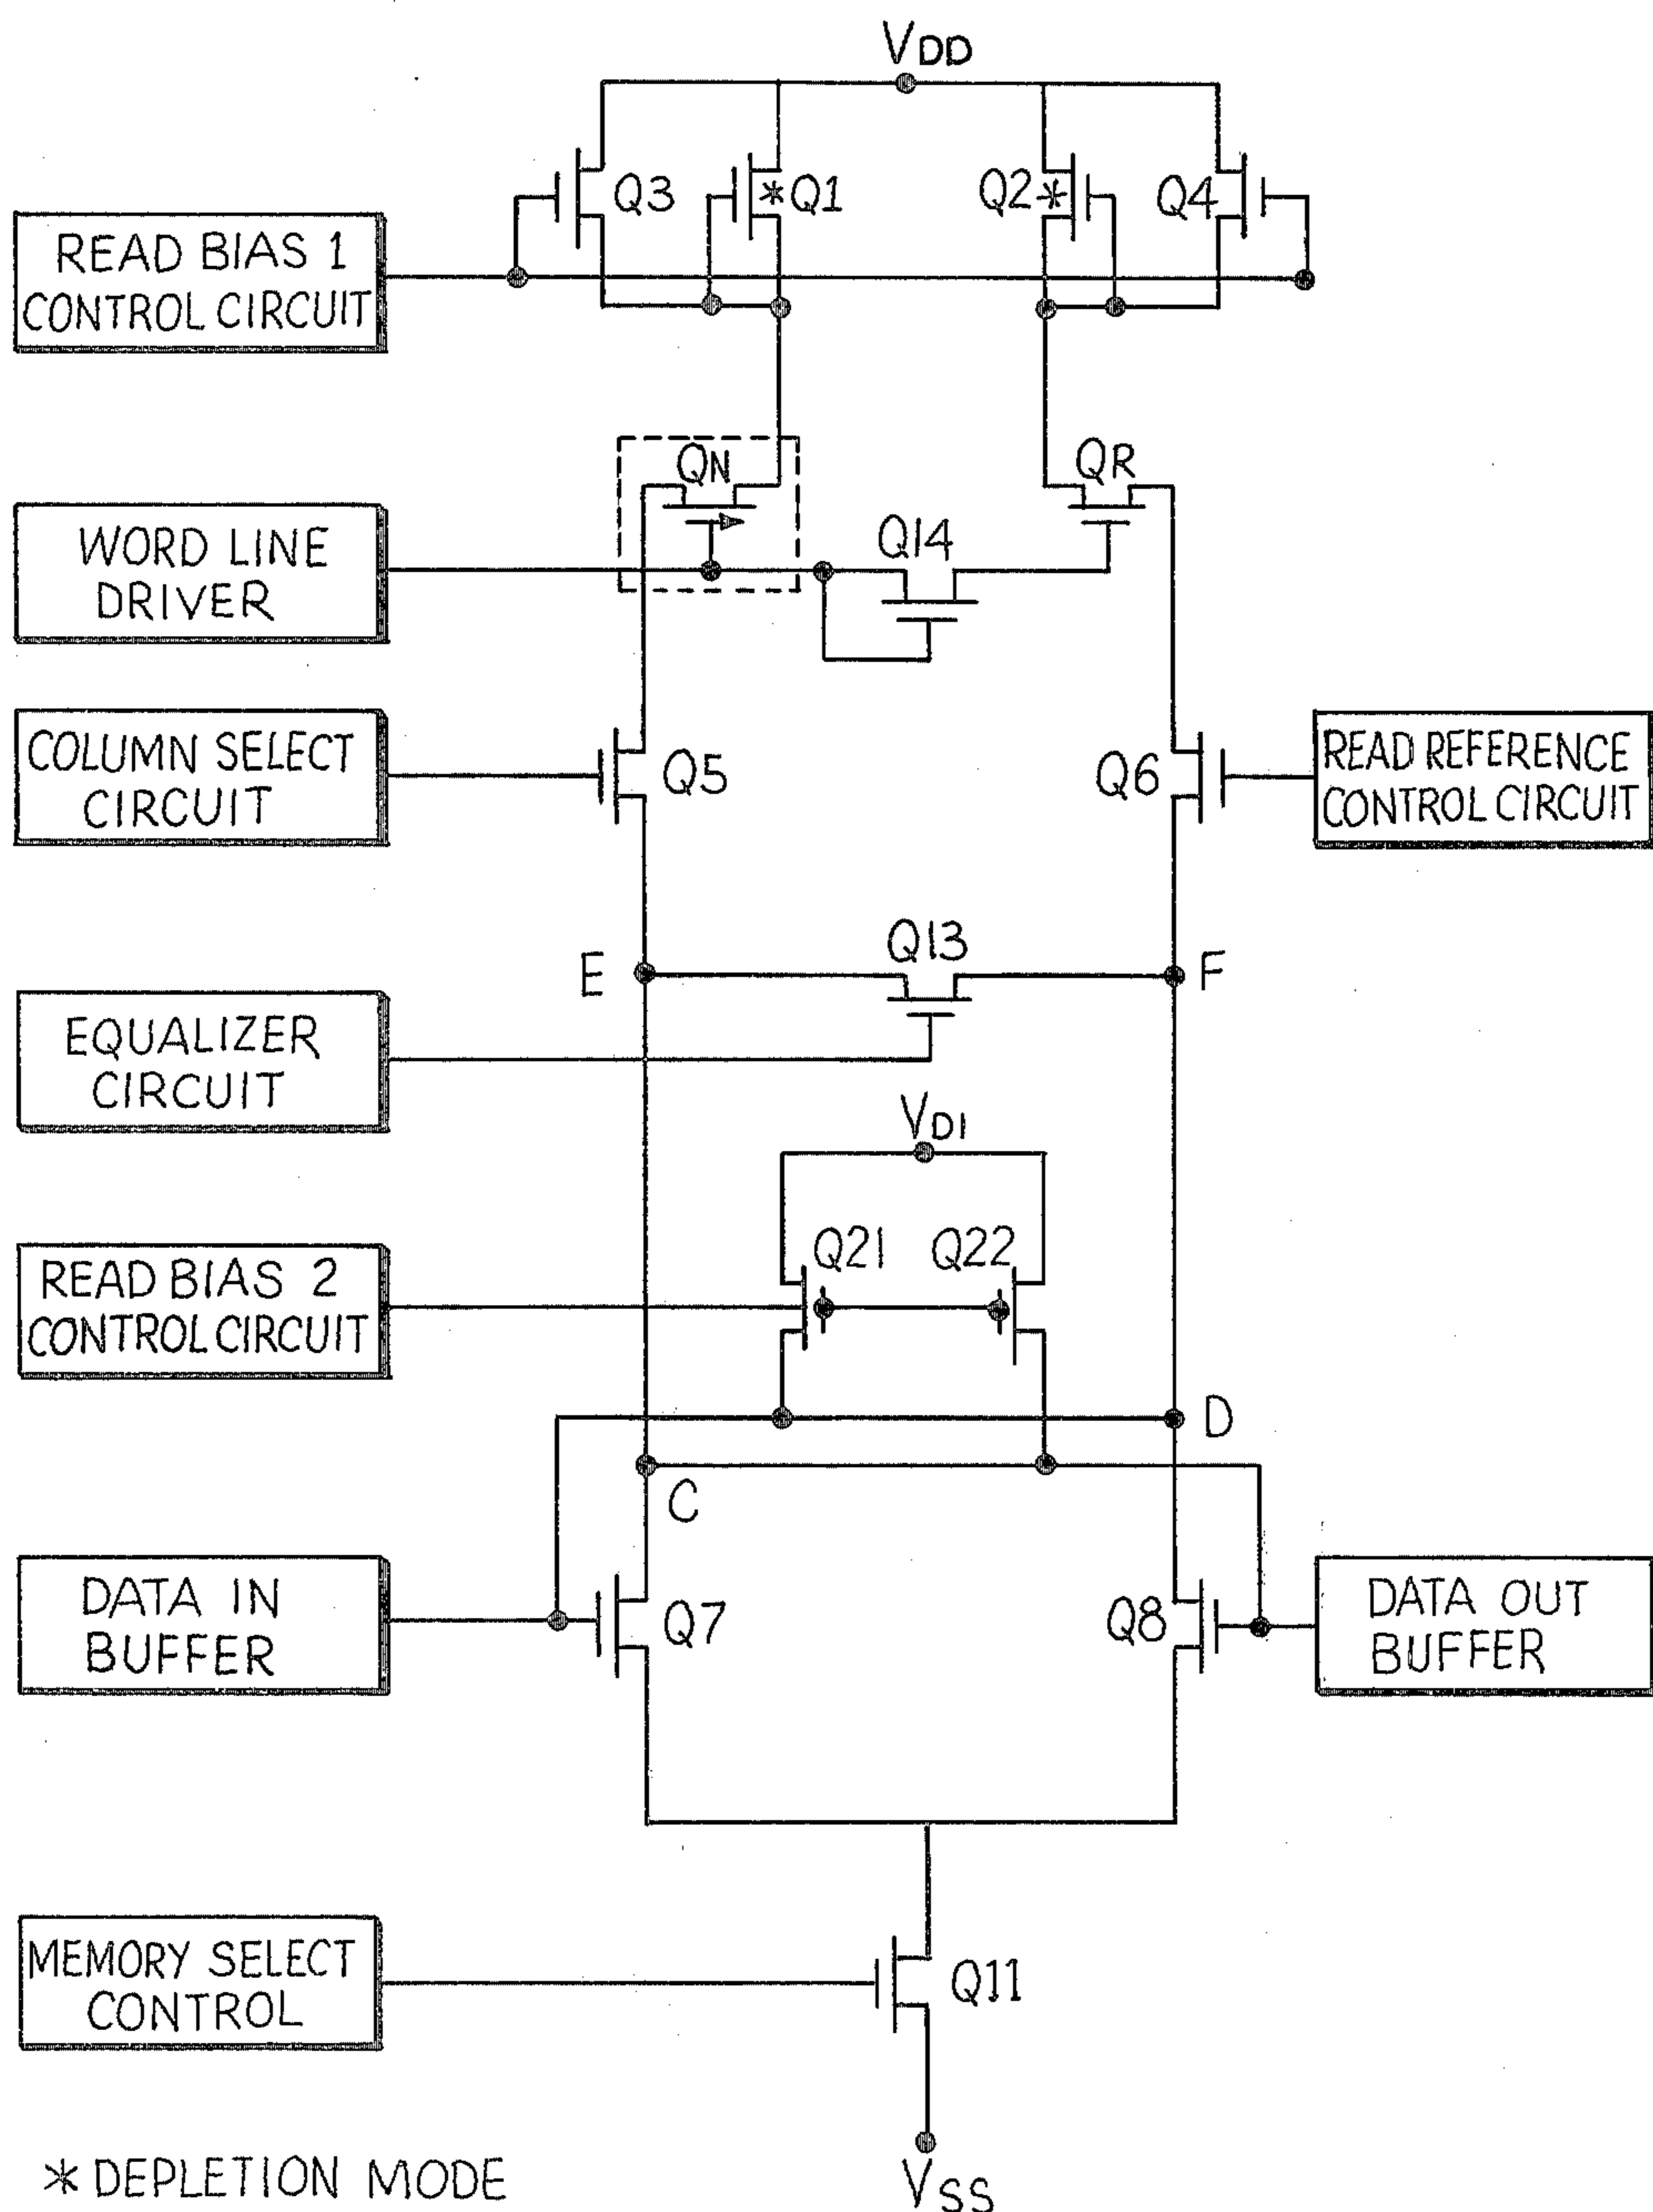 VDD
Q3
*Q1
Q2*
Q4
READ BIAS 1
CONTROL CIRCUIT
QN
QR
WORD LINE
DRIVER
Q14
COLUMN SELECT
CIRCUIT
Q5
Q6
READ REFERENCE
CONTROL CIRCUIT
Q13
E
F
EQUALIZER
CIRCUIT
VD1
Q21
Q22
READ BIAS 2
CONTROL CIRCUIT
D
C
DATA IN
BUFFER
Q7
Q8
DATA OUT
BUFFER
MEMORY SELECT
CONTROL
Q11
VSS
* DEPLETION MODE